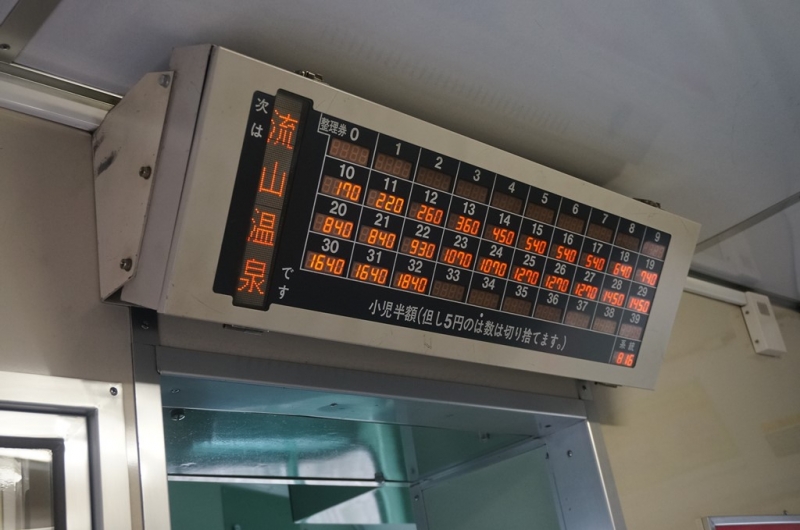 次は
流山温泉
です
整理券 0 1 2 3 4 5 6 7 8 9
10 11 12 13 14 15 16 17 18 19
170 220 260 360 450 540 540 540 640 740
20 21 22 23 24 25 26 27 28 29
840 840 930 1070 1070 1270 1270 1270 1450 1450
30 31 32 33 34 35 36 37 38 39
1640 1640 1840
小児半額(但し5円のは数は切り捨てます。)
系統
816